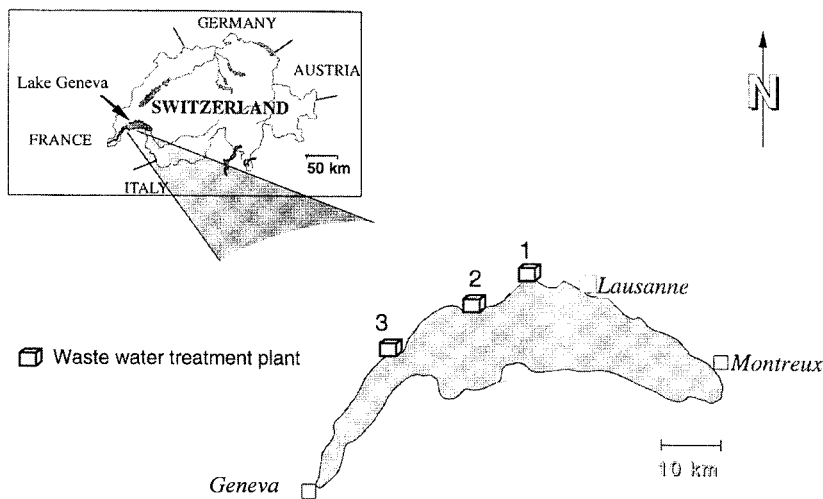 GERMANY
AUSTRIA
Lake Geneva
SWITZERLAND
FRANCE
50 km
ITALY
N
1
2
Lausanne
3
Waste water treatment plant
Montreux
10 km
Geneva